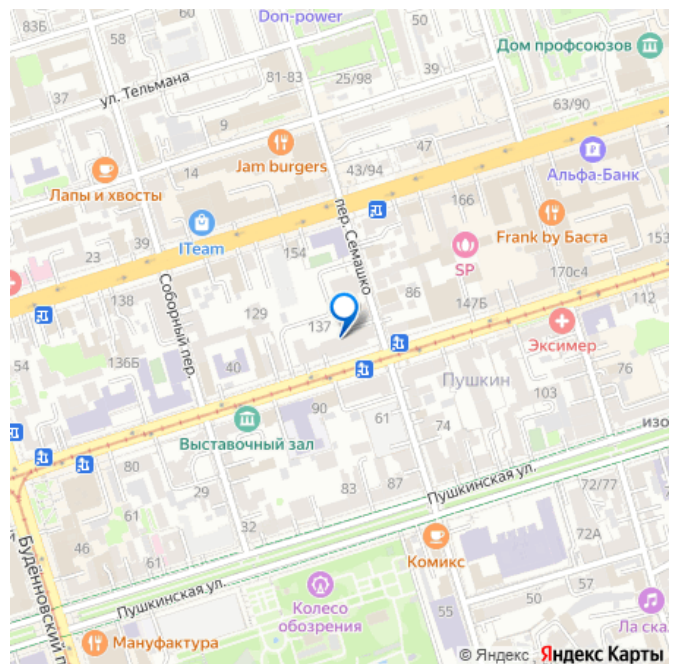 83Б
58
Don-power
Дом профсоюзов
37
ул. Тельмана
81-83
25/98
39
63/90
9
14
Jam burgers
43/94
47
Альфа-Банк
Лапы и хвосты
166
39
ITeam
154
пер. Семашко
Frank by Баста
153
23
SP
170с4
138
Соборный пер.
129
137
86
147Б
112
Эксимер
54
136Б
40
Пушкин
76
103
90
61
74
Выставочный зал
изо
80
29
83
87
Пушкинская ул.
72/77
61
32
46
72А
Буденновский п
Комикс
Пушкинская ул.
Колесо
обозрения
55
50
57
Мануфактура
Ла ска
© Яндекс Яндекс Карты